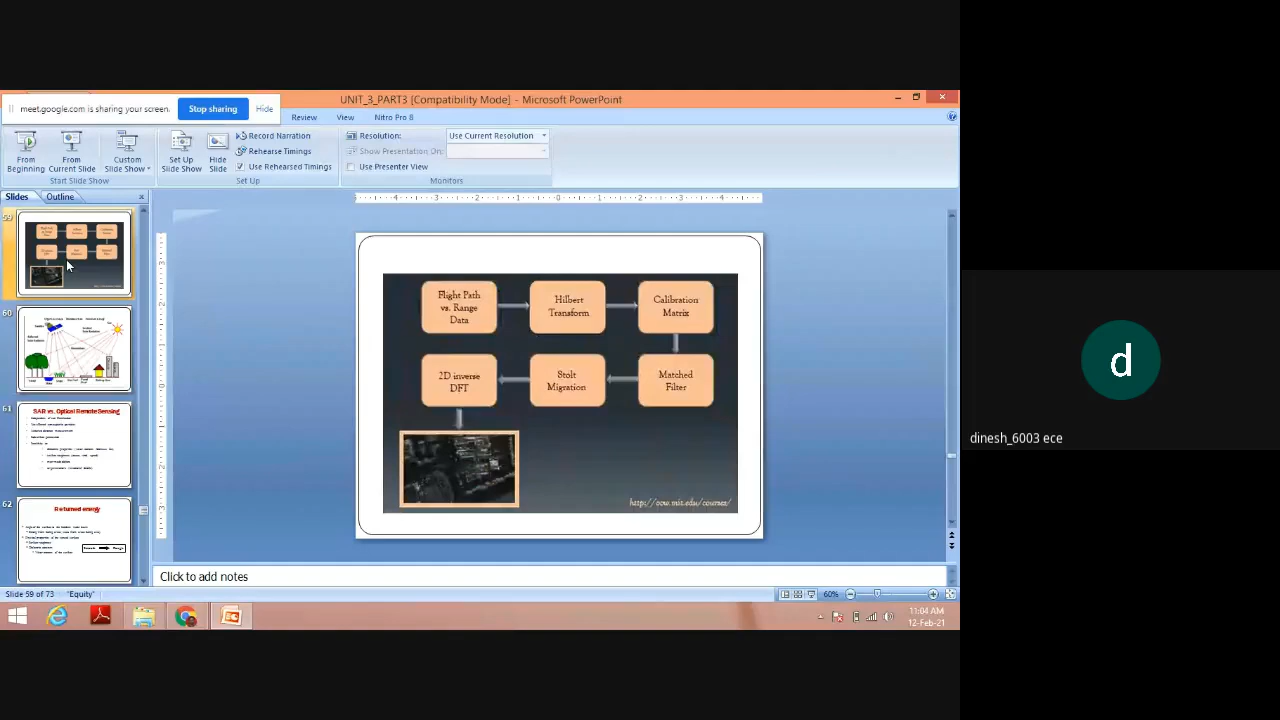 UNIT_3_PART3 [Compatibility Mode] - Microsoft PowerPoint
meet.google.com is sharing your screen.
Stop sharing
Hide
Review
View
Nitro Pro 8
From Beginning
From Current Slide
Custom Slide Show
Start Slide Show
Set Up Slide Show
Hide Slide
Record Narration
Rehearse Timings
Use Rehearsed Timings
Set Up
Resolution:
Use Current Resolution
Show Presentation On:
Use Presenter View
Monitors
Slides
Outline
59
60
61
SAR vs. Optical Remote Sensing
62
Returned energy
Flight Path
vs. Range
Data
Hilbert
Transform
Calibration
Matrix
2D inverse
DFT
Stolt
Migration
Matched
Filter
http://ocw.mit.edu/courses/
Click to add notes
Slide 59 of 73
"Equity"
60%
11:04 AM
12-Feb-21
d
dinesh_6003 ece